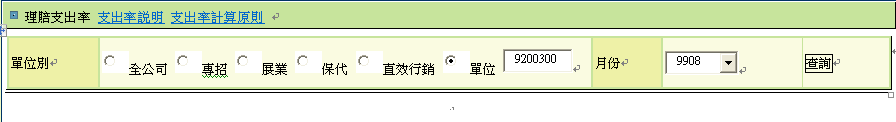 理賠支出率 支出率説明 支出率計算原則
單位別 全公司 專招 展業 保代 直效行銷 單位 9200300 月份 9908 查詢